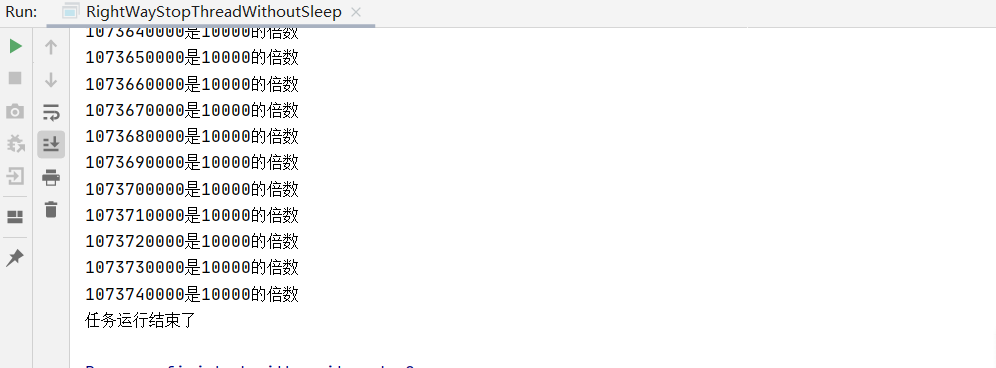 Run: RightWayStopThreadWithoutSleep
1073640000是10000的倍数
1073650000是10000的倍数
1073660000是10000的倍数
1073670000是10000的倍数
1073680000是10000的倍数
1073690000是10000的倍数
1073700000是10000的倍数
1073710000是10000的倍数
1073720000是10000的倍数
1073730000是10000的倍数
1073740000是10000的倍数
任务运行结束了